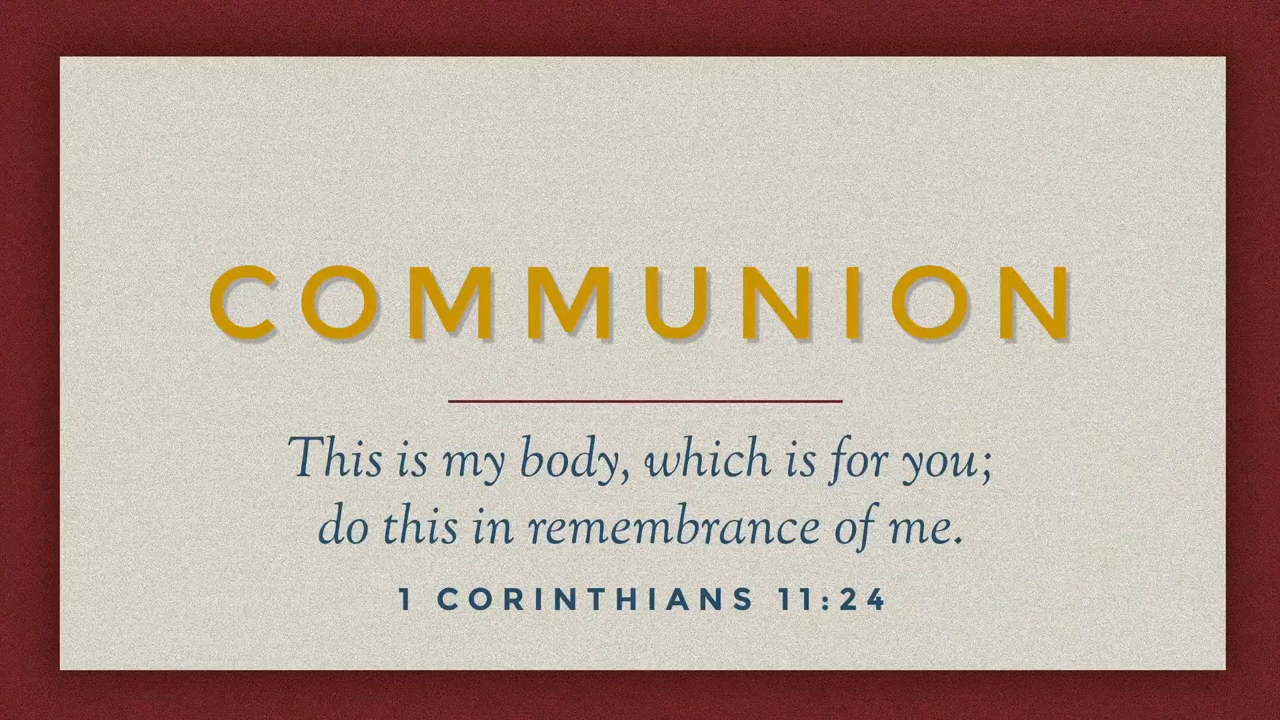 COMMUNION
This is my body, which is for you;
do this in remembrance of me.
1 CORINTHIANS 11:24